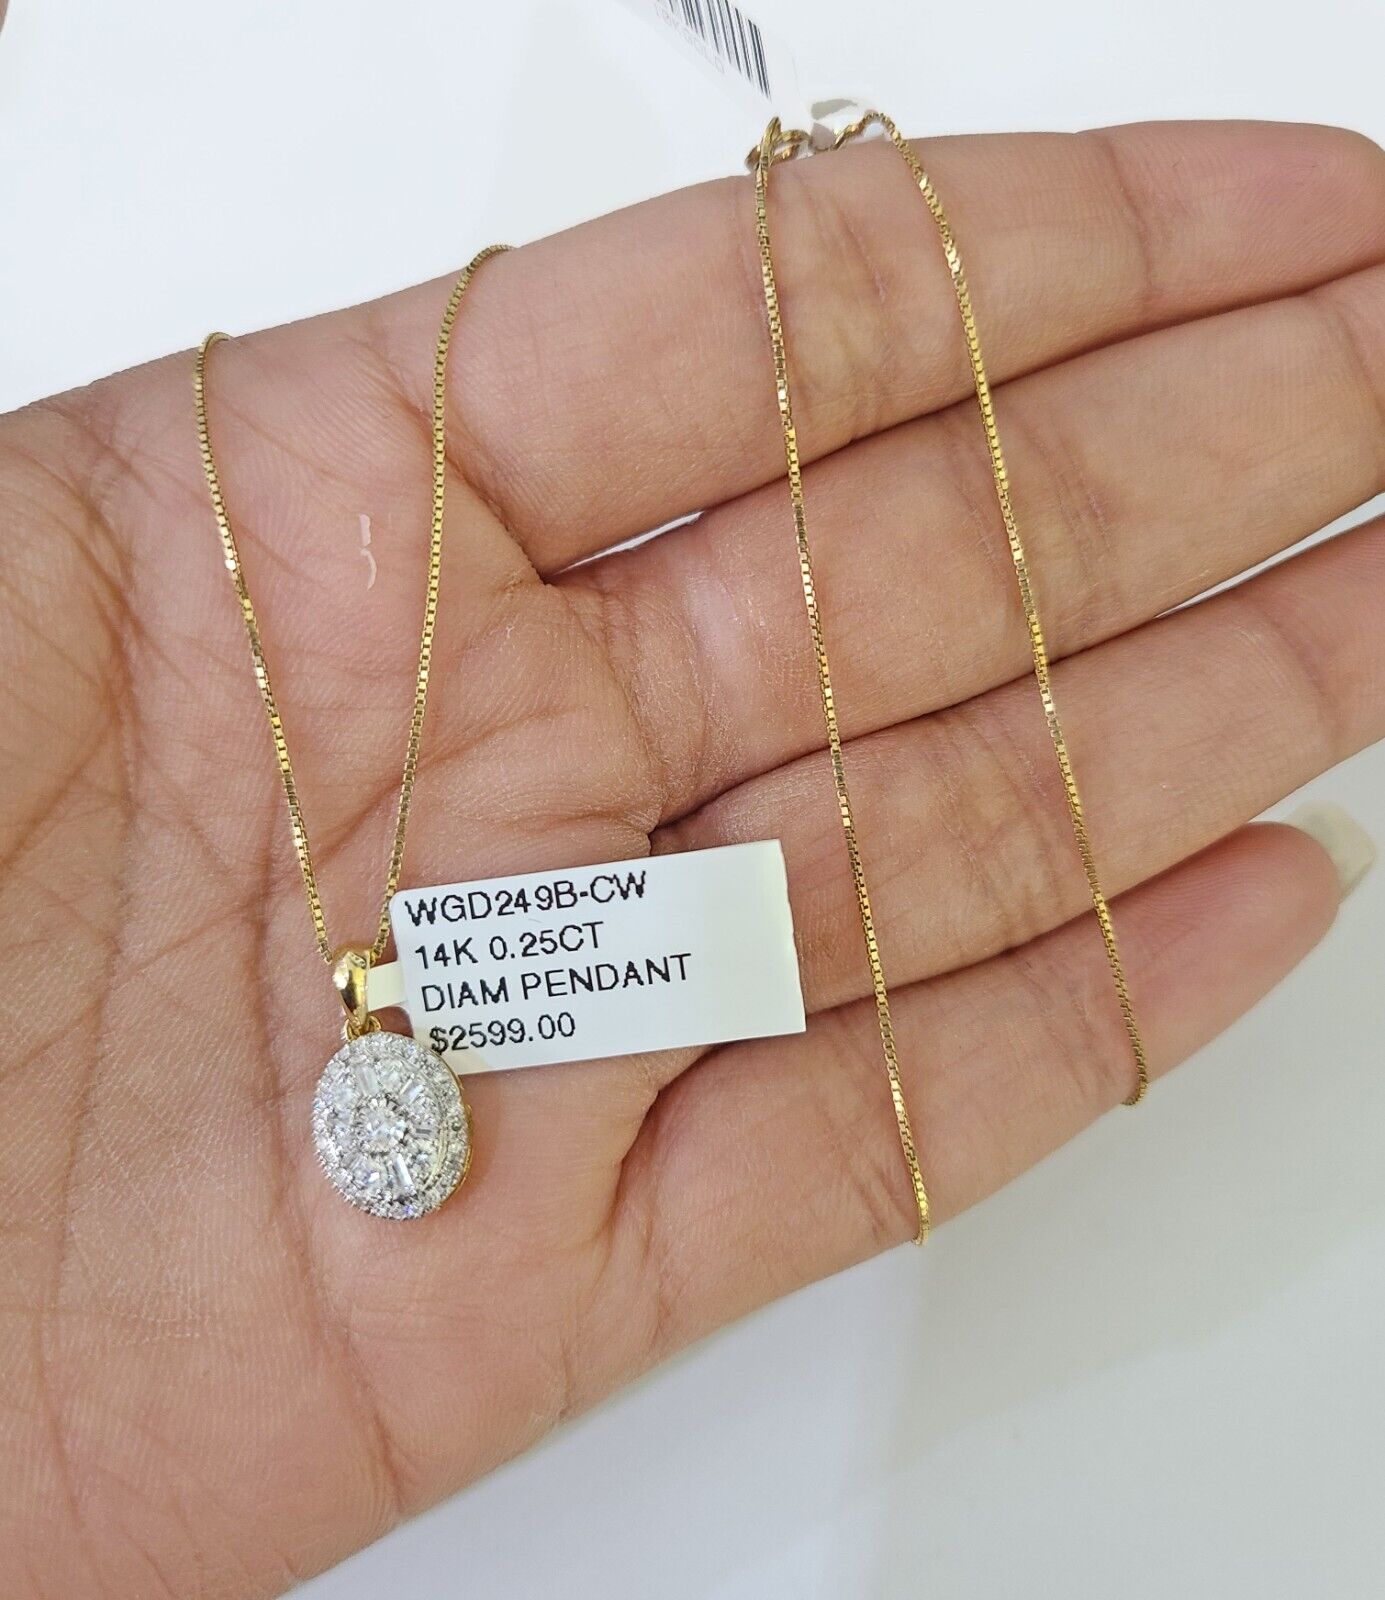 WGD249B-CW
14K 0.25CT
DIAM PENDANT
$2599.00